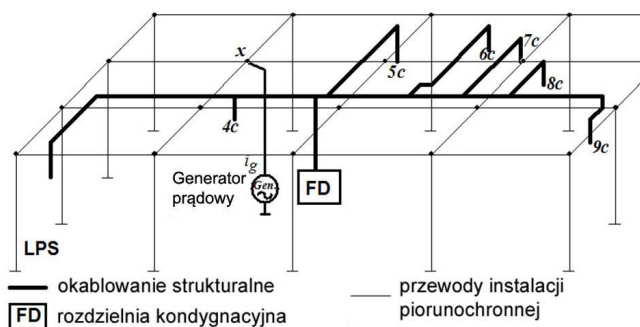 x
5c
6c
7c
8c
4c
9c
i_g
Generator
prądowy
Gen.
FD
LPS
okablowanie strukturalne
przewody instalacji
piorunochronnej
FD rozdzielnia kondygnacyjna